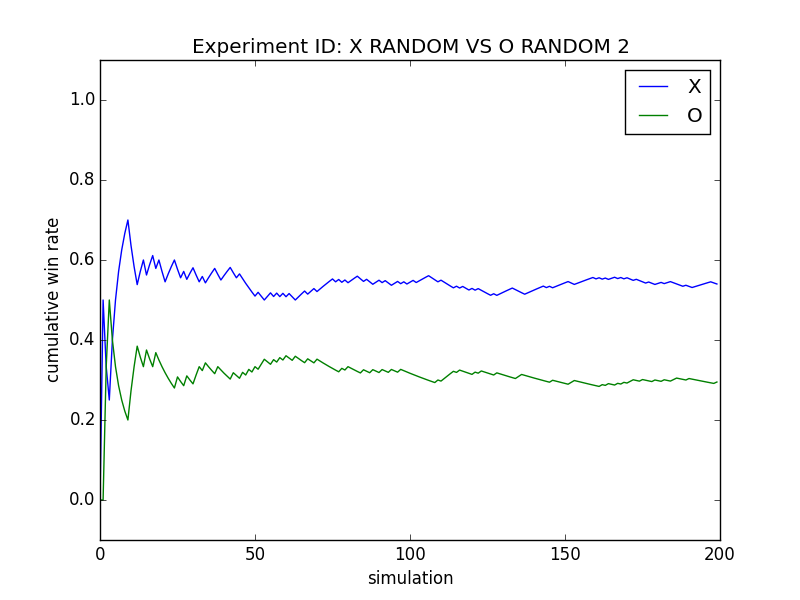 Experiment ID: X RANDOM VS O RANDOM 2
X
O
1.0
0.8
0.6
0.4
0.2
0.0
cumulative win rate
0 50 100 150 200
simulation